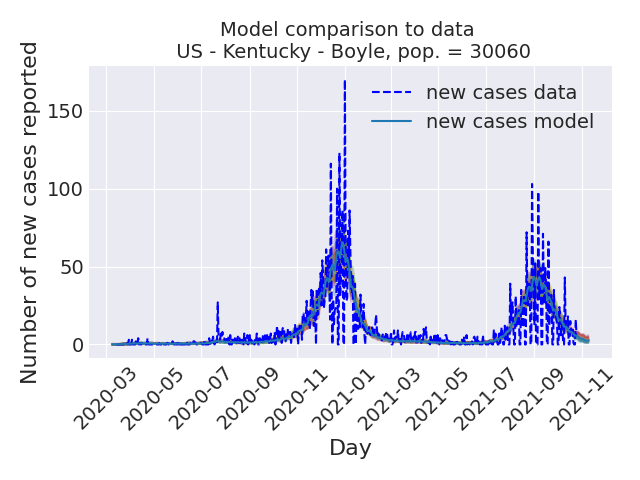 Model comparison to data
US - Kentucky - Boyle, pop. = 30060
Number of new cases reported
150
100
50
0
new cases data
new cases model
2020-03
2020-05
2020-07
2020-09
2020-11
2021-01
2021-03
2021-05
2021-07
2021-09
2021-11
Day